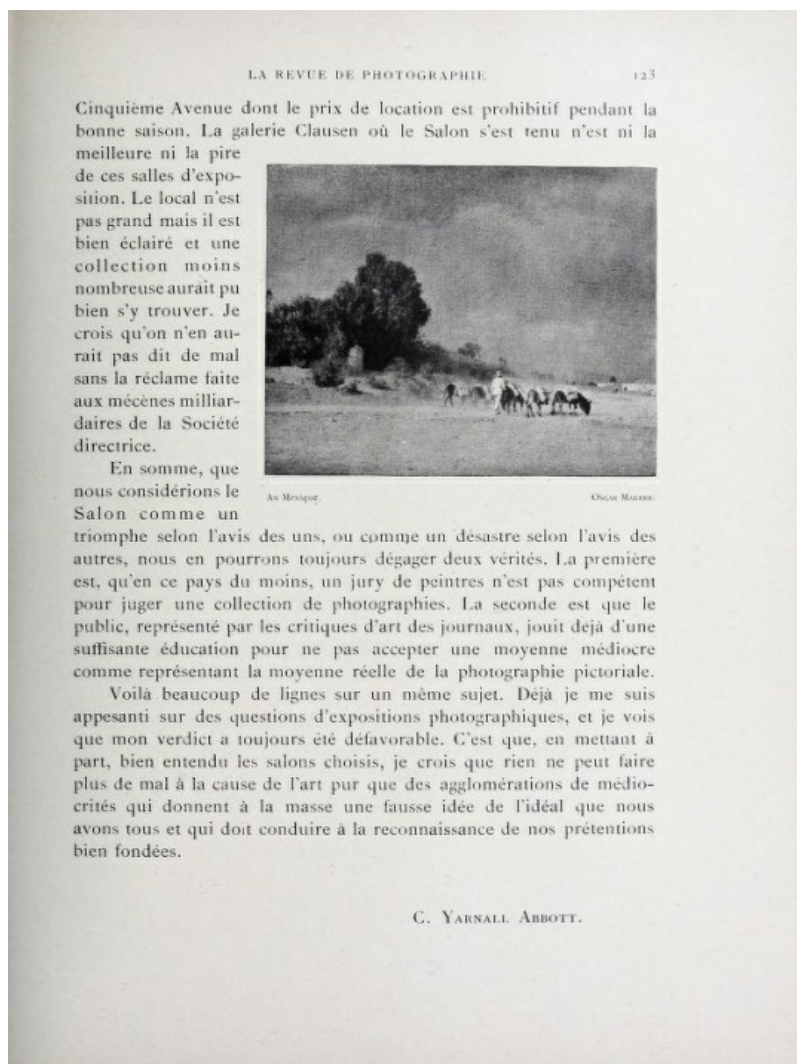 LA REVUE DE PHOTOGRAPHIE 123
Cinquième Avenue dont le prix de location est prohibitif pendant la
bonne saison. La galerie Clausen où le Salon s'est tenu n'est ni la
meilleure ni la pire
de ces salles d'expo-
sition. Le local n'est
pas grand mais il est
bien éclairé et une
collection moins
nombreuse aurait pu
bien s'y trouver. Je
crois qu'on n'en au-
rait pas dit de mal
sans la réclame faite
aux mécènes milliar-
daires de la Société
directrice.
En somme, que
nous considérions le
Salon comme un
Au Mexique. Oscar
triomphe selon l'avis des uns, ou comme un désastre selon l'avis des
autres, nous en pourrons toujours dégager deux vérités. La première
est, qu'en ce pays du moins, un jury de peintres n'est pas compétent
pour juger une collection de photographies. La seconde est que le
public, représenté par les critiques d'art des journaux, jouit dejà d'une
suffisante éducation pour ne pas accepter une moyenne médiocre
comme représentant la moyenne réelle de la photographie pictoriale.
Voilà beaucoup de lignes sur un même sujet. Déjà je me suis
appesanti sur des questions d'expositions photographiques, et je vois
que mon verdict a toujours été défavorable. C'est que, en mettant à
part, bien entendu les salons choisis, je crois que rien ne peut faire
plus de mal à la cause de l'art pur que des agglomérations de médio-
crités qui donnent à la masse une fausse idée de l'idéal que nous
avons tous et qui doit conduire à la reconnaissance de nos prétentions
bien fondées.
C. Yarnall Abbott.